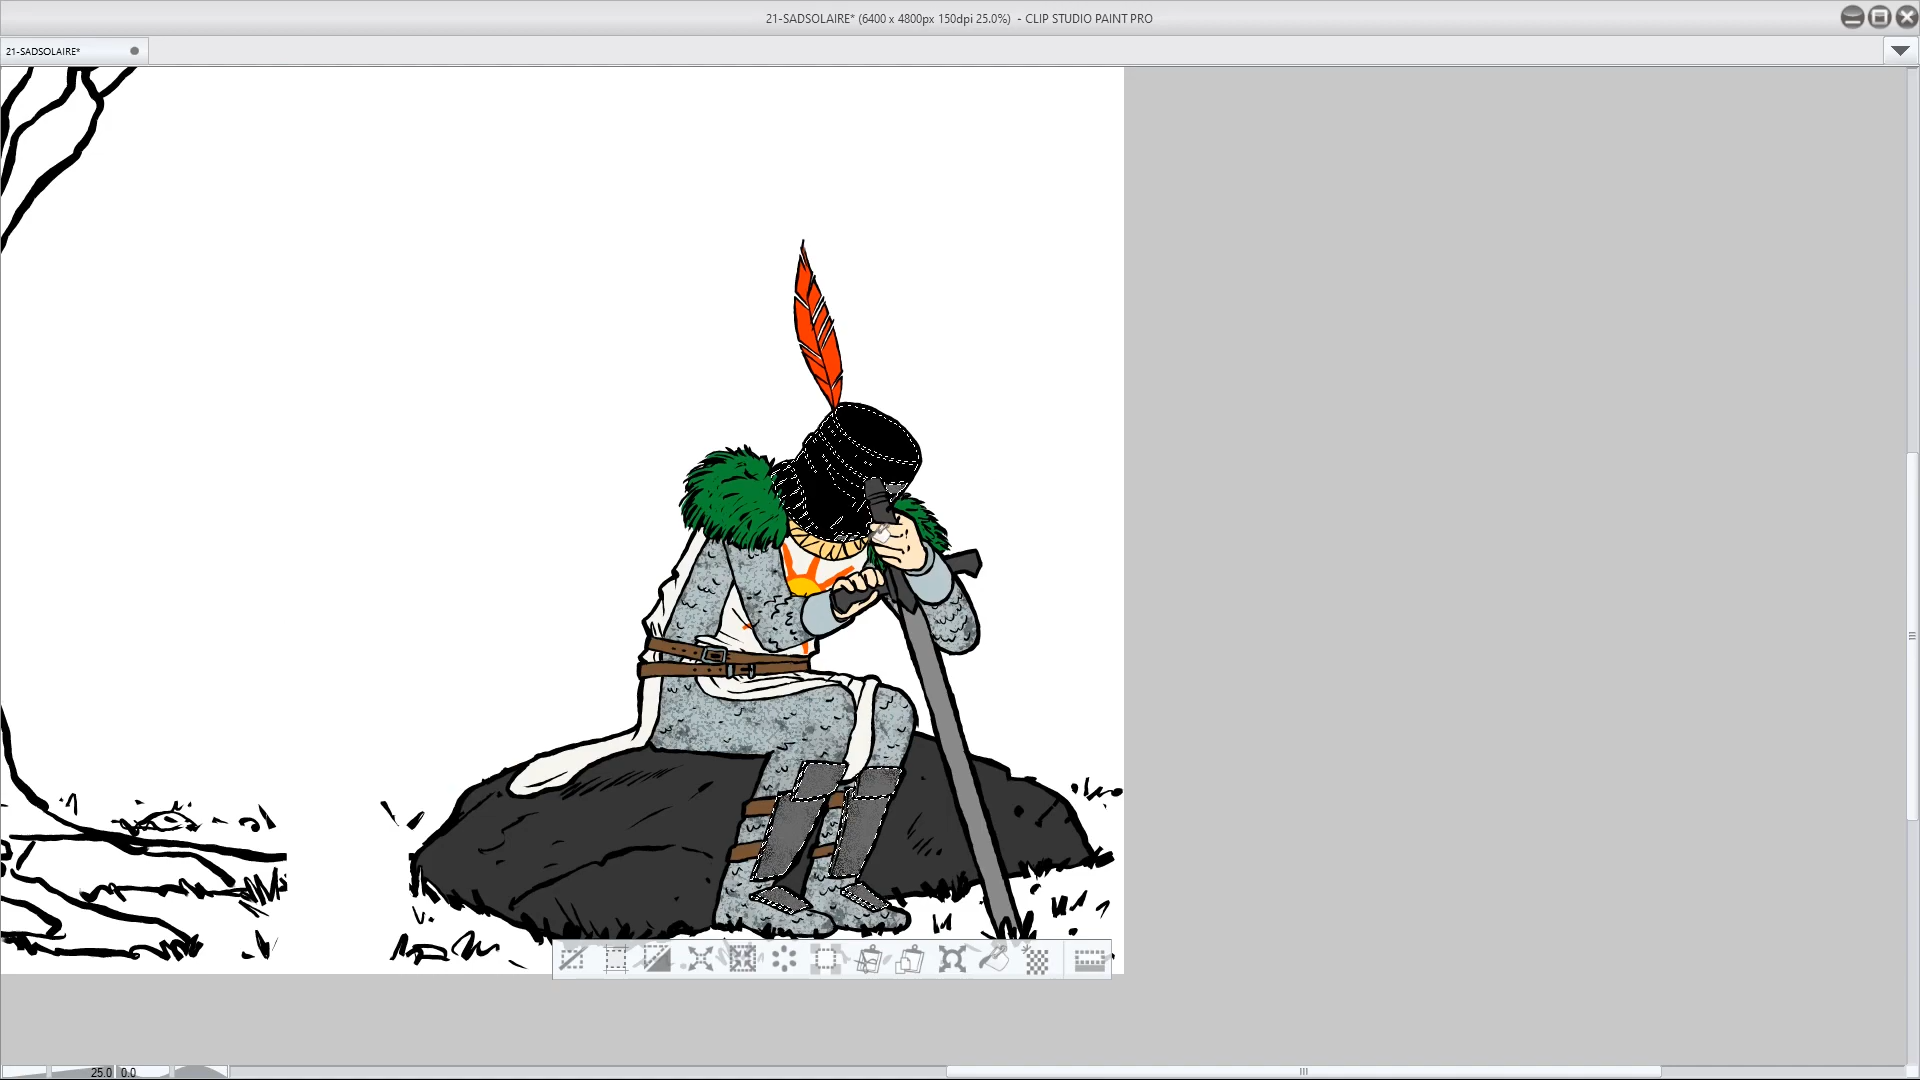 21-SADSOLAIRE* (6400 x 4800px 150dpi 25.0%)  - CLIP STUDIO PAINT PRO
21-SADSOLAIRE*
25.0 0.0